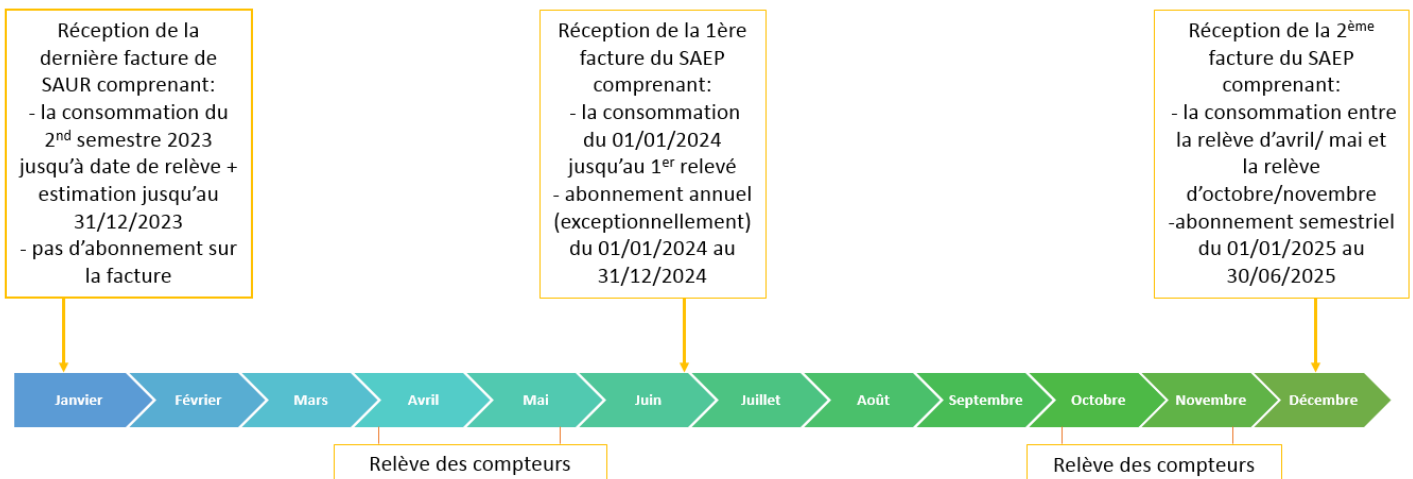 Réception de la
dernière facture de
SAUR comprenant:
- la consommation du
2nd semestre 2023
jusqu'à date de relève +
estimation jusqu'au
31/12/2023
- pas d'abonnement sur
la facture
Réception de la 1ère
facture du SAEP
comprenant:
- la consommation
du 01/01/2024
jusqu'au 1er relevé
- abonnement annuel
(exceptionnellement)
du 01/01/2024 au
31/12/2024
Réception de la 2ème
facture du SAEP
comprenant:
- la consommation entre
la relève d'avril/ mai et
la relève
d'octobre/novembre
-abonnement semestriel
du 01/01/2025 au
30/06/2025
Janvier
Février
Mars
Avril
Mai
Juin
Juillet
Août
Septembre
Octobre
Novembre
Décembre
Relève des compteurs
Relève des compteurs